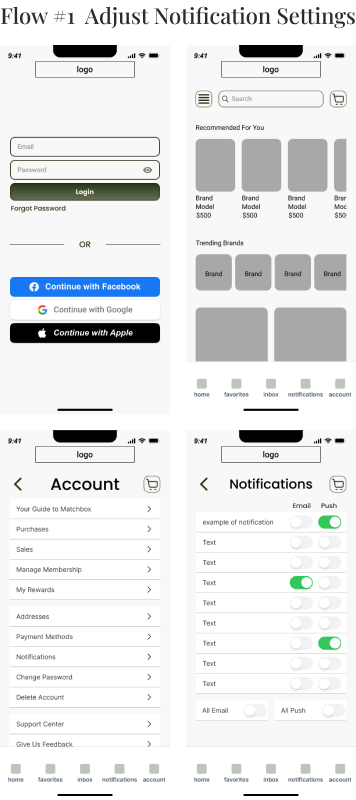 Flow #1 Adjust Notification Settings
9:41
logo
Email
Password
Login
Forgot Password
OR
Continue with Facebook
Continue with Google
Continue with Apple
9:41
logo
Search
Recommended For You
Brand Brand Brand Bran
Model Model Model Mod
$500 $500 $500 $500
Trending Brands
Brand Brand Brand Brand
home favorites inbox notifications account
9:41
logo
Account
Your Guide to Matchbox
Purchases
Sales
Manage Membership
My Rewards
Addresses
Payment Methods
Notifications
Change Password
Delete Account
Support Center
Give Us Feedback
home favorites inbox notifications account
9:41
logo
Notifications
Email Push
example of notification
Text
Text
Text
Text
Text
Text
Text
Text
All Email All Push
home favorites inbox notifications account